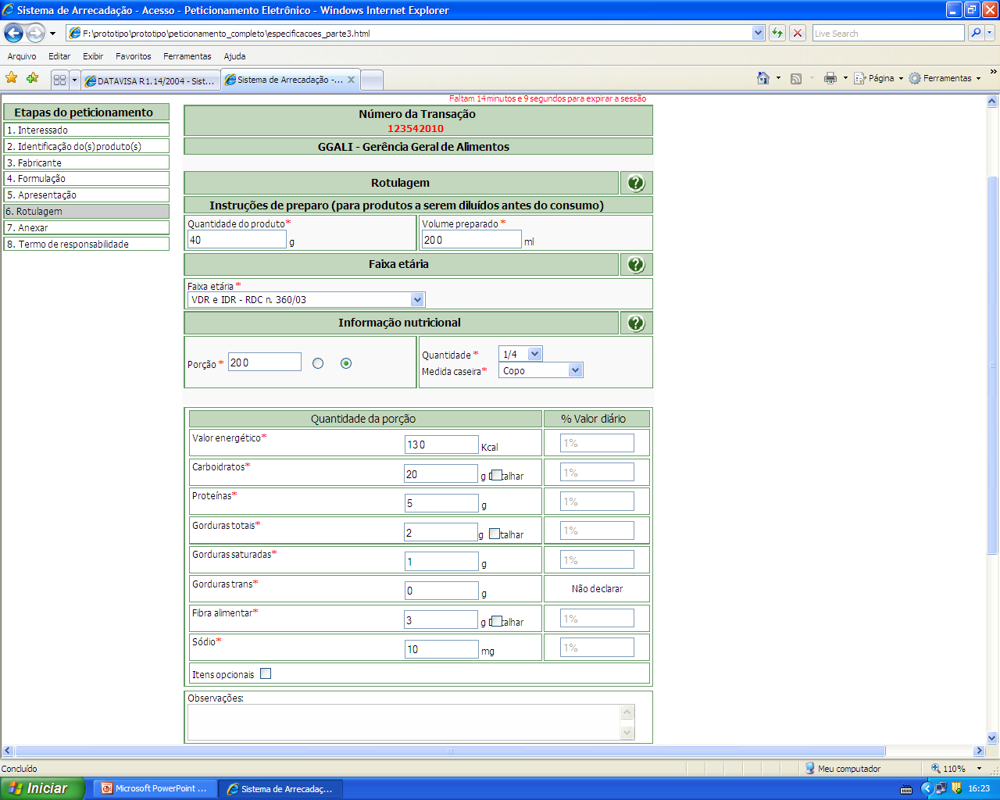 Sistema de Arrecadação - Acesso - Peticionamento Eletrônico - Windows Internet Explorer
F:\prototipo\prototipo\peticionamento_completo\especificacoes_parte3.html
Live Search
Arquivo Editar Exibir Favoritos Ferramentas Ajuda
DATAVISA R1.14/2004 - Sist...
Sistema de Arrecadação -...
Página
Ferramentas
Faltam 14 minutos e 9 segundos para expirar a sessão
Etapas do peticionamento
1. Interessado
2. Identificação do(s) produto(s)
3. Fabricante
4. Formulação
5. Apresentação
6. Rotulagem
7. Anexar
8. Termo de responsabilidade
Número da Transação
123542010
GGALI - Gerência Geral de Alimentos
Rotulagem
?
Instruções de preparo (para produtos a serem diluídos antes do consumo)
Quantidade do produto*
40 g
Volume preparado *
200 ml
Faixa etária
?
Faixa etária *
VDR e IDR - RDC n. 360/03
Informação nutricional
?
Porção * 200
Quantidade * 1/4
Medida caseira* Copo
Quantidade da porção % Valor diário
Valor energético* 130 Kcal 1%
Carboidratos* 20 g D talhar 1%
Proteínas* 5 g 1%
Gorduras totais* 2 g talhar 1%
Gorduras saturadas* 1 g 1%
Gorduras trans* 0 g Não declarar
Fibra alimentar* 3 g D talhar 1%
Sódio* 10 mg 1%
Itens opcionais
Observações:
Concluído
Meu computador
110%
Iniciar
Microsoft PowerPoint ...
Sistema de Arrecadaç...
16:23